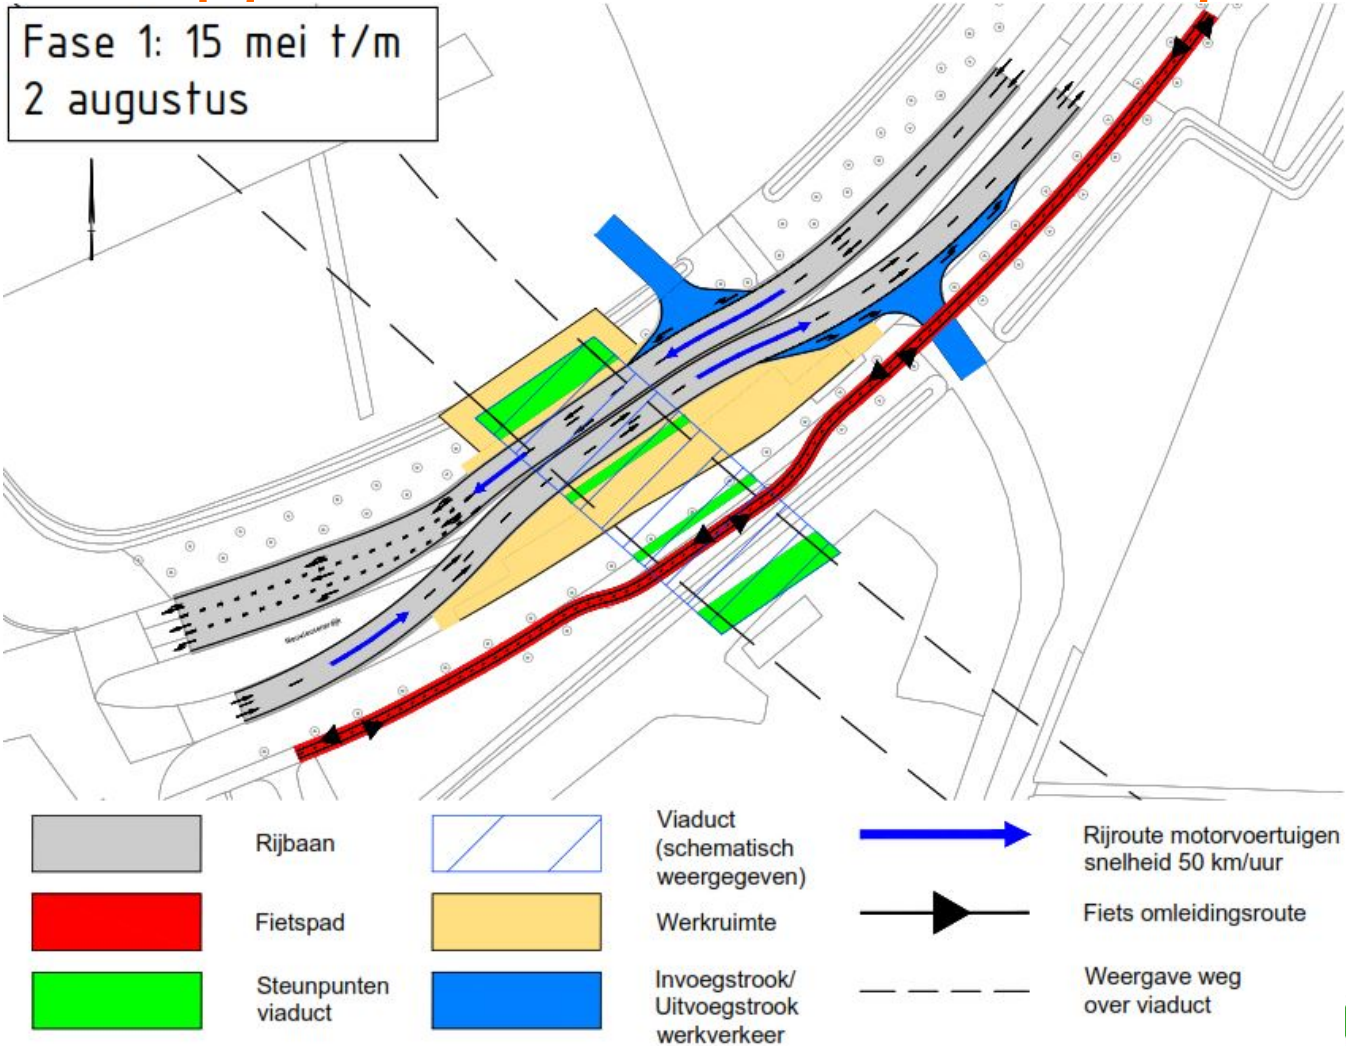 Fase 1: 15 mei t/m
2 augustus
Rijbaan
Fietspad
Steunpunten
viaduct
Viaduct
(schematisch
weergegeven)
Werkruimte
Invoegstrook/
Uitvoegstrook
werkverkeer
Rijroute motorvoertuigen
snelheid 50 km/uur
Fiets omleidingsroute
Weergave weg
over viaduct